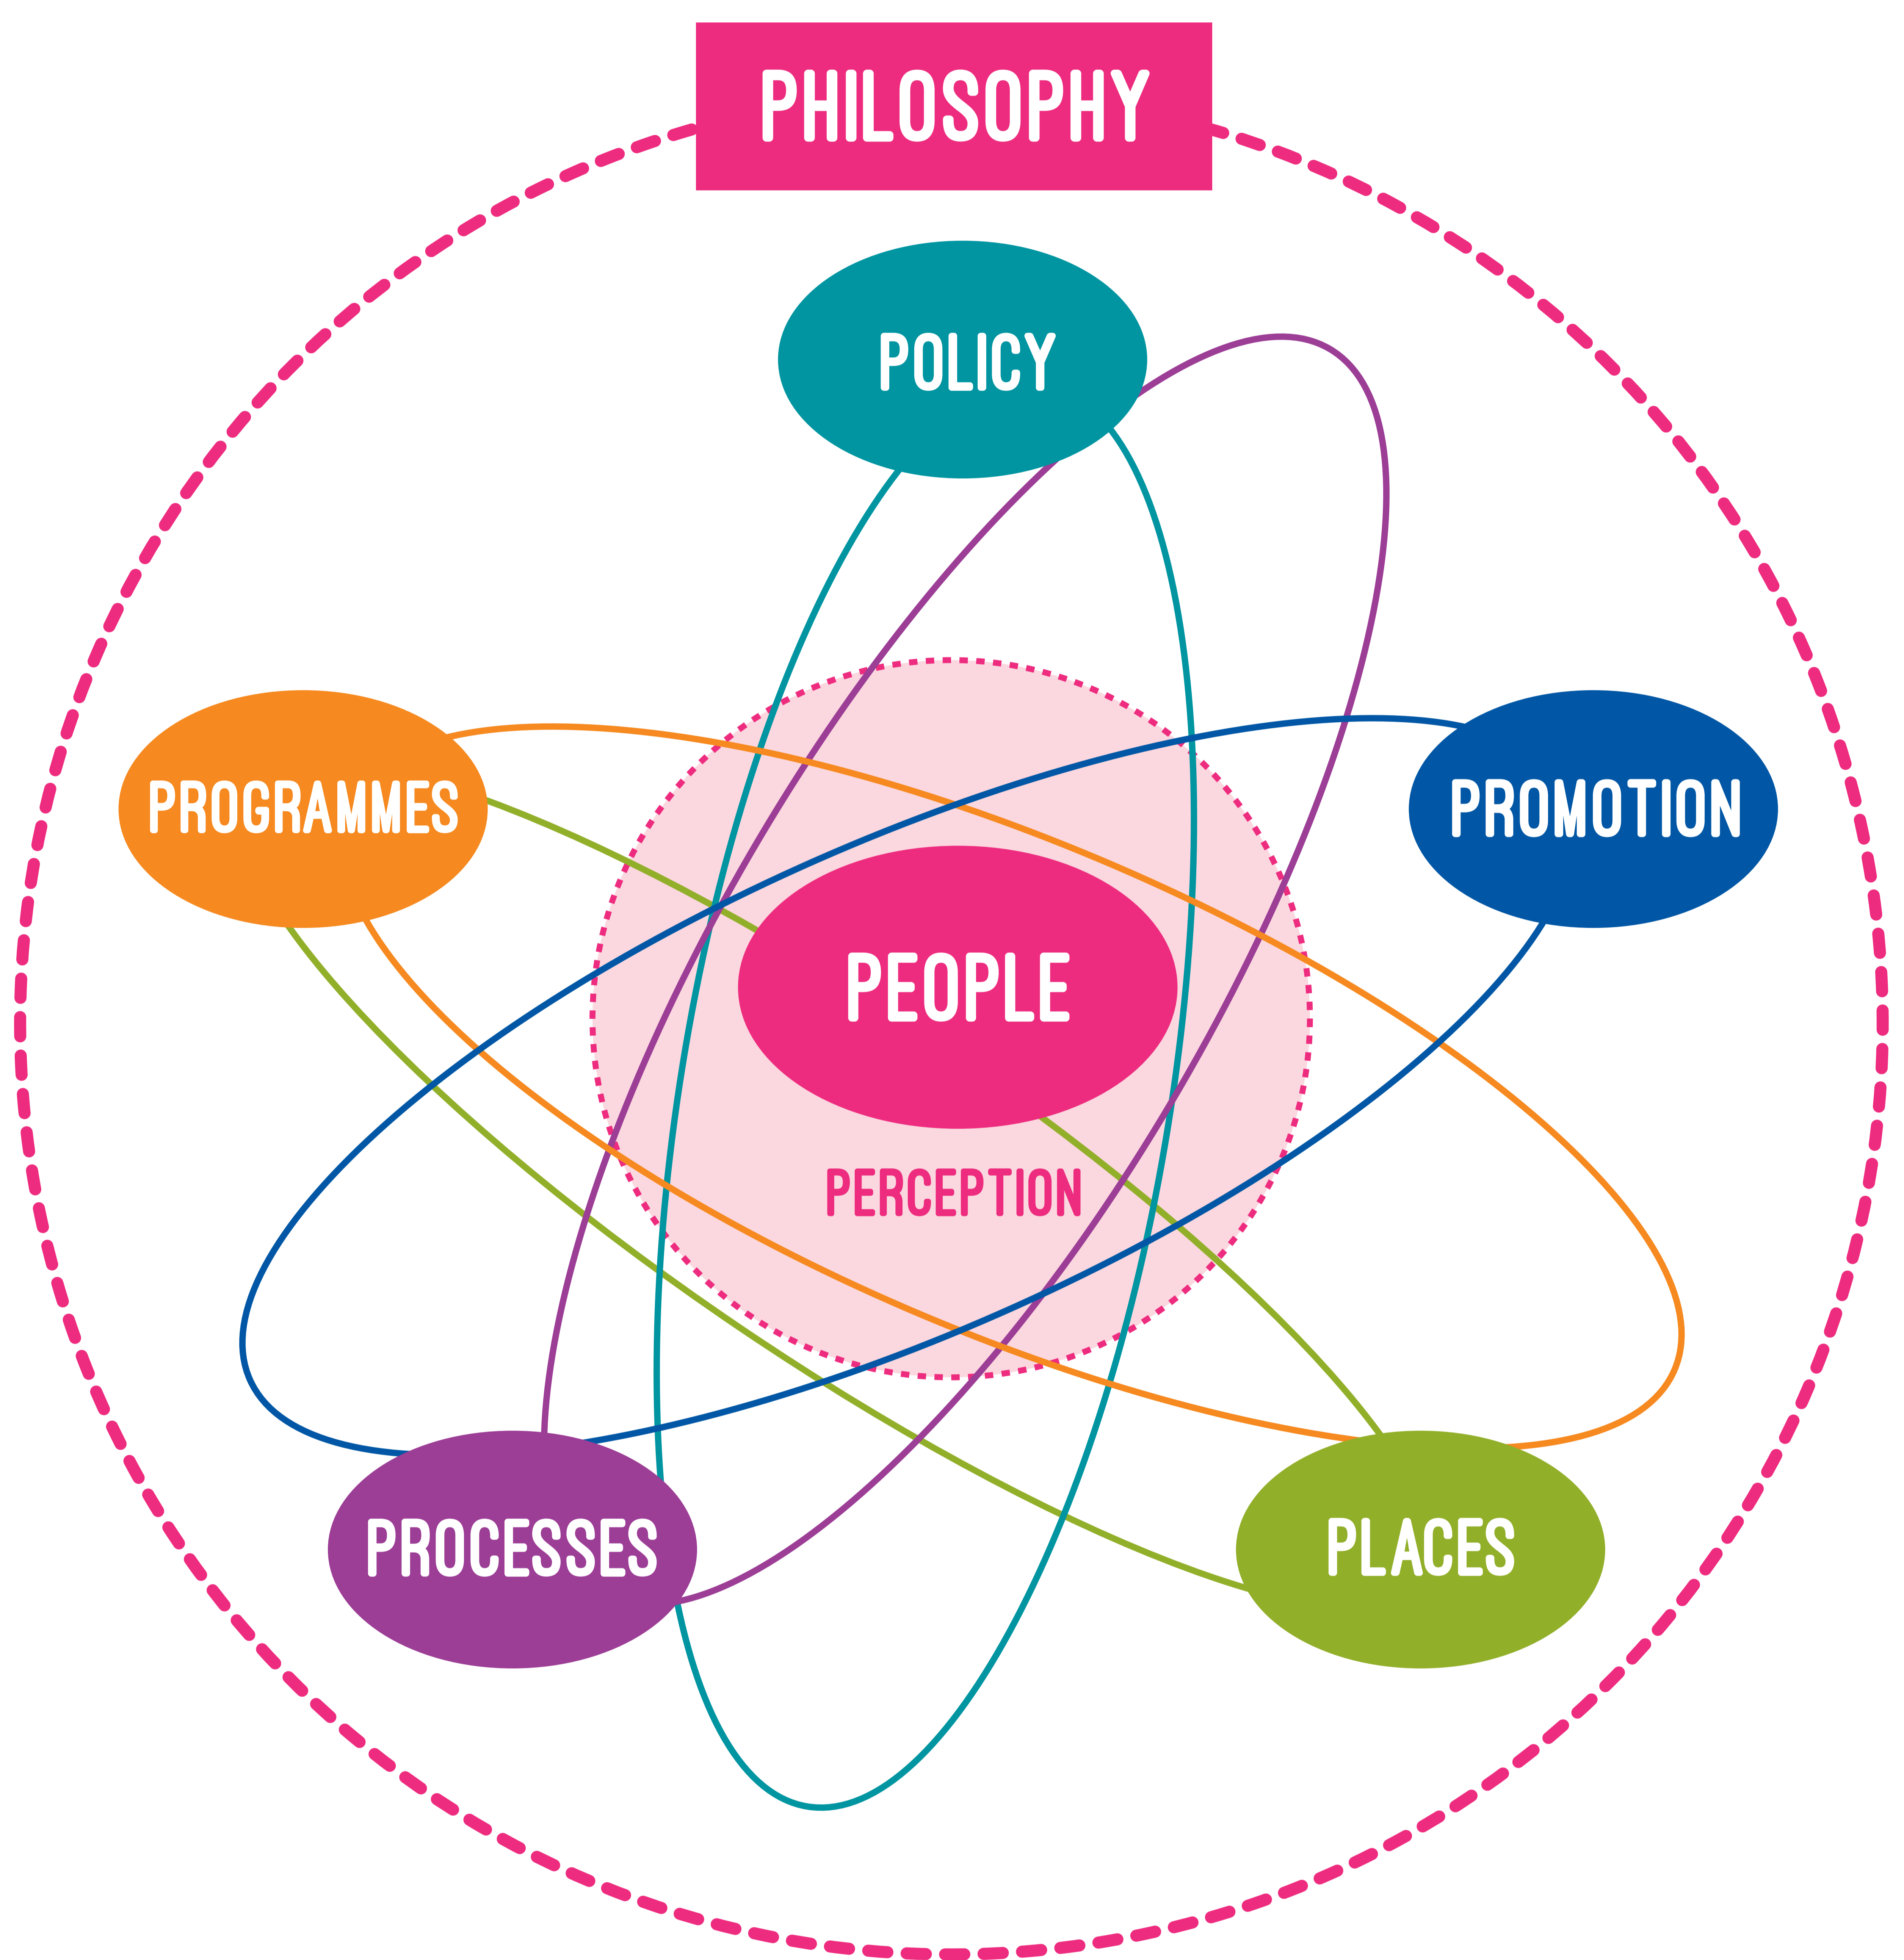 PHILOSOPHY
POLICY
PROGRAMMES
PROMOTION
PEOPLE
PERCEPTION
PROCESSES
PLACES